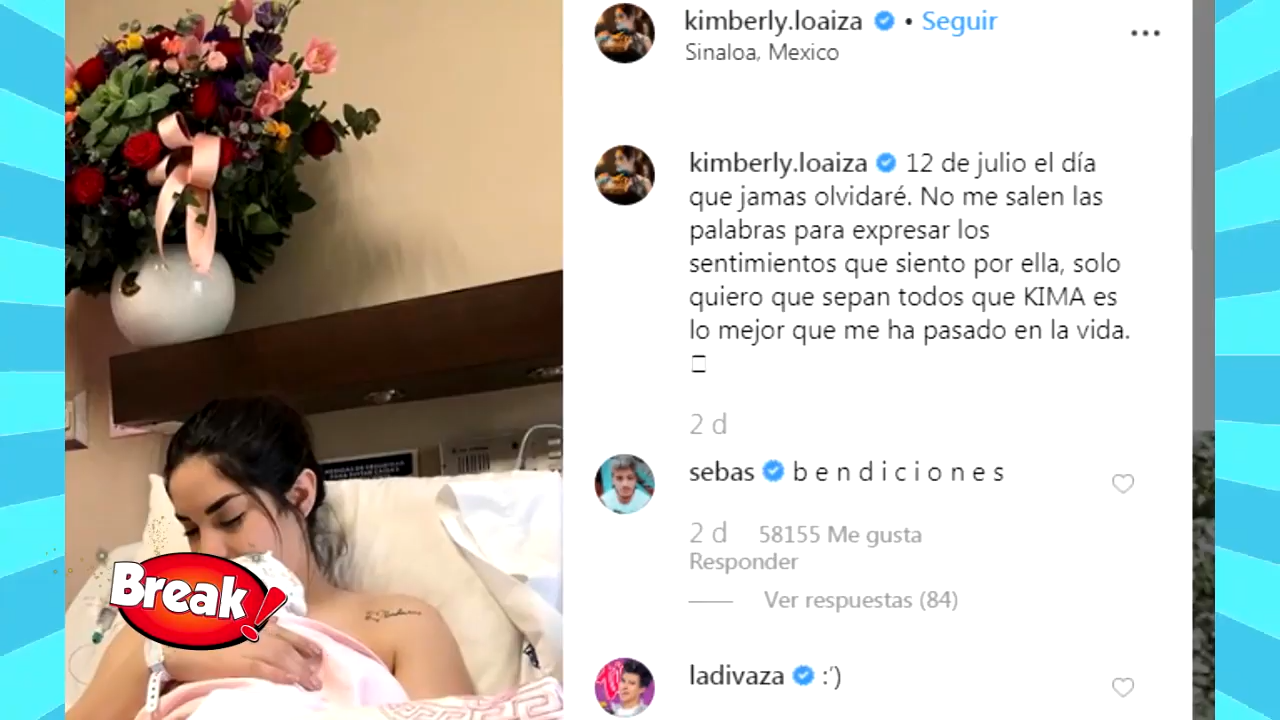 kimberly.loaiza • Seguir
Sinaloa, Mexico
kimberly.loaiza 12 de julio el día
que jamas olvidaré. No me salen las
palabras para expresar los
sentimientos que siento por ella, solo
quiero que sepan todos que KIMA es
lo mejor que me ha pasado en la vida.
2 d
sebas b e n d i c i o n e s
2 d 58155 Me gusta
Responder
Ver respuestas (84)
ladivaza :')
Break!